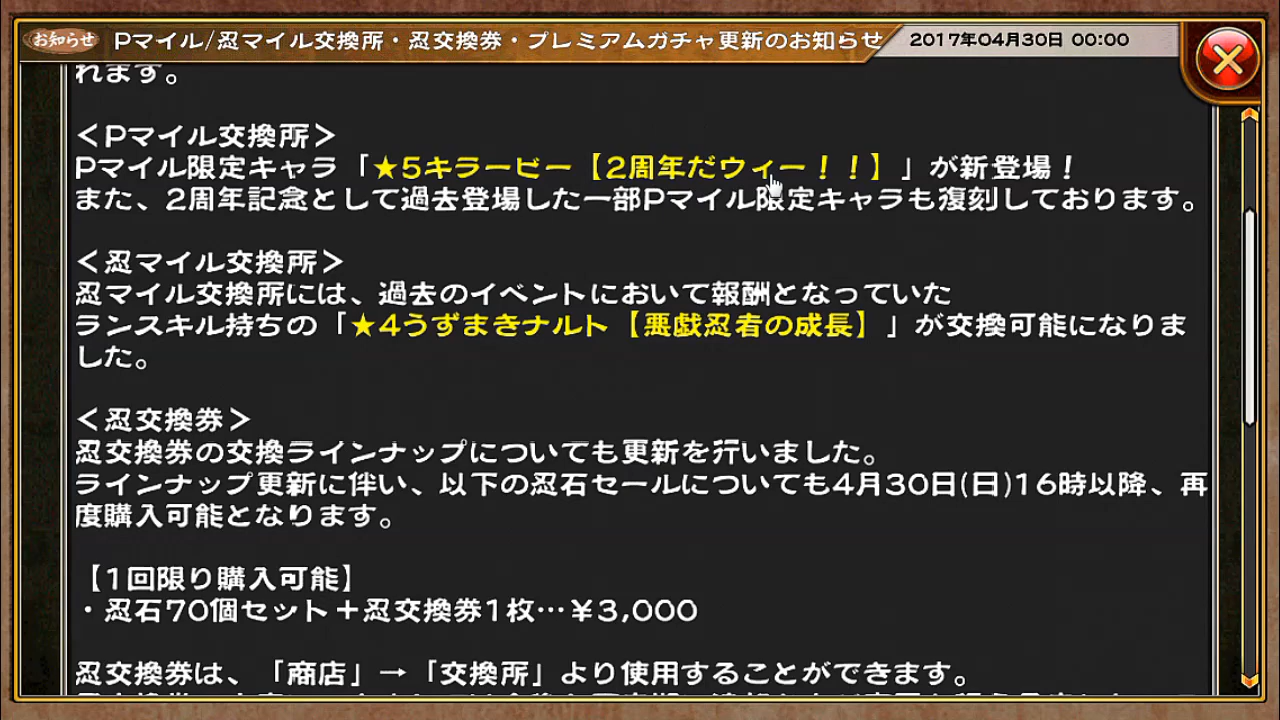 お知らせ Pマイル/忍マイル交換所・忍交換券・プレミアムガチャ更新のお知らせ 2017年04月30日 00:00
れます。
＜Pマイル交換所＞
Pマイル限定キャラ「★5キラービー【2周年だウィー！！】」が新登場！
また、2周年記念として過去登場した一部Pマイル限定キャラも復刻しております。
＜忍マイル交換所＞
忍マイル交換所には、過去のイベントにおいて報酬となっていた
ランスキル持ちの「★4うずまきナルト【悪戯忍者の成長】」が交換可能になりま
した。
＜忍交換券＞
忍交換券の交換ラインナップについても更新を行いました。
ラインナップ更新に伴い、以下の忍石セールについても4月30日(日)16時以降、再
度購入可能となります。
【1回限り購入可能】
・忍石70個セット＋忍交換券1枚…￥3,000
忍交換券は、「商店」→「交換所」より使用することができます。